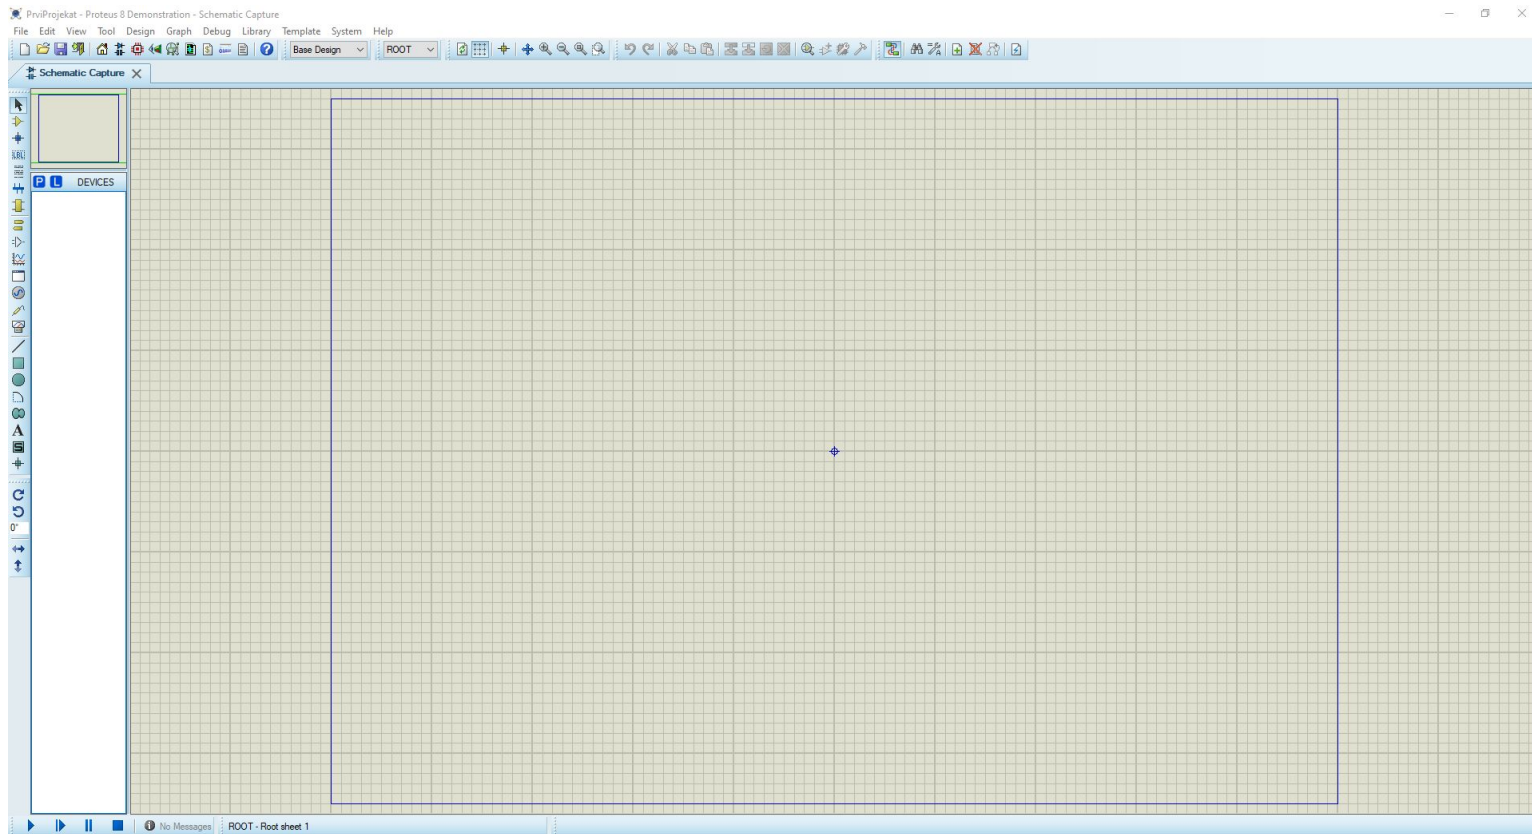 PrviProjekat - Proteus 8 Demonstration - Schematic Capture
File Edit View Tool Design Graph Debug Library Template System Help
Base Design ROOT
Schematic Capture
LBL
P L DEVICES
A
S
0°
No Messages ROOT - Root sheet 1